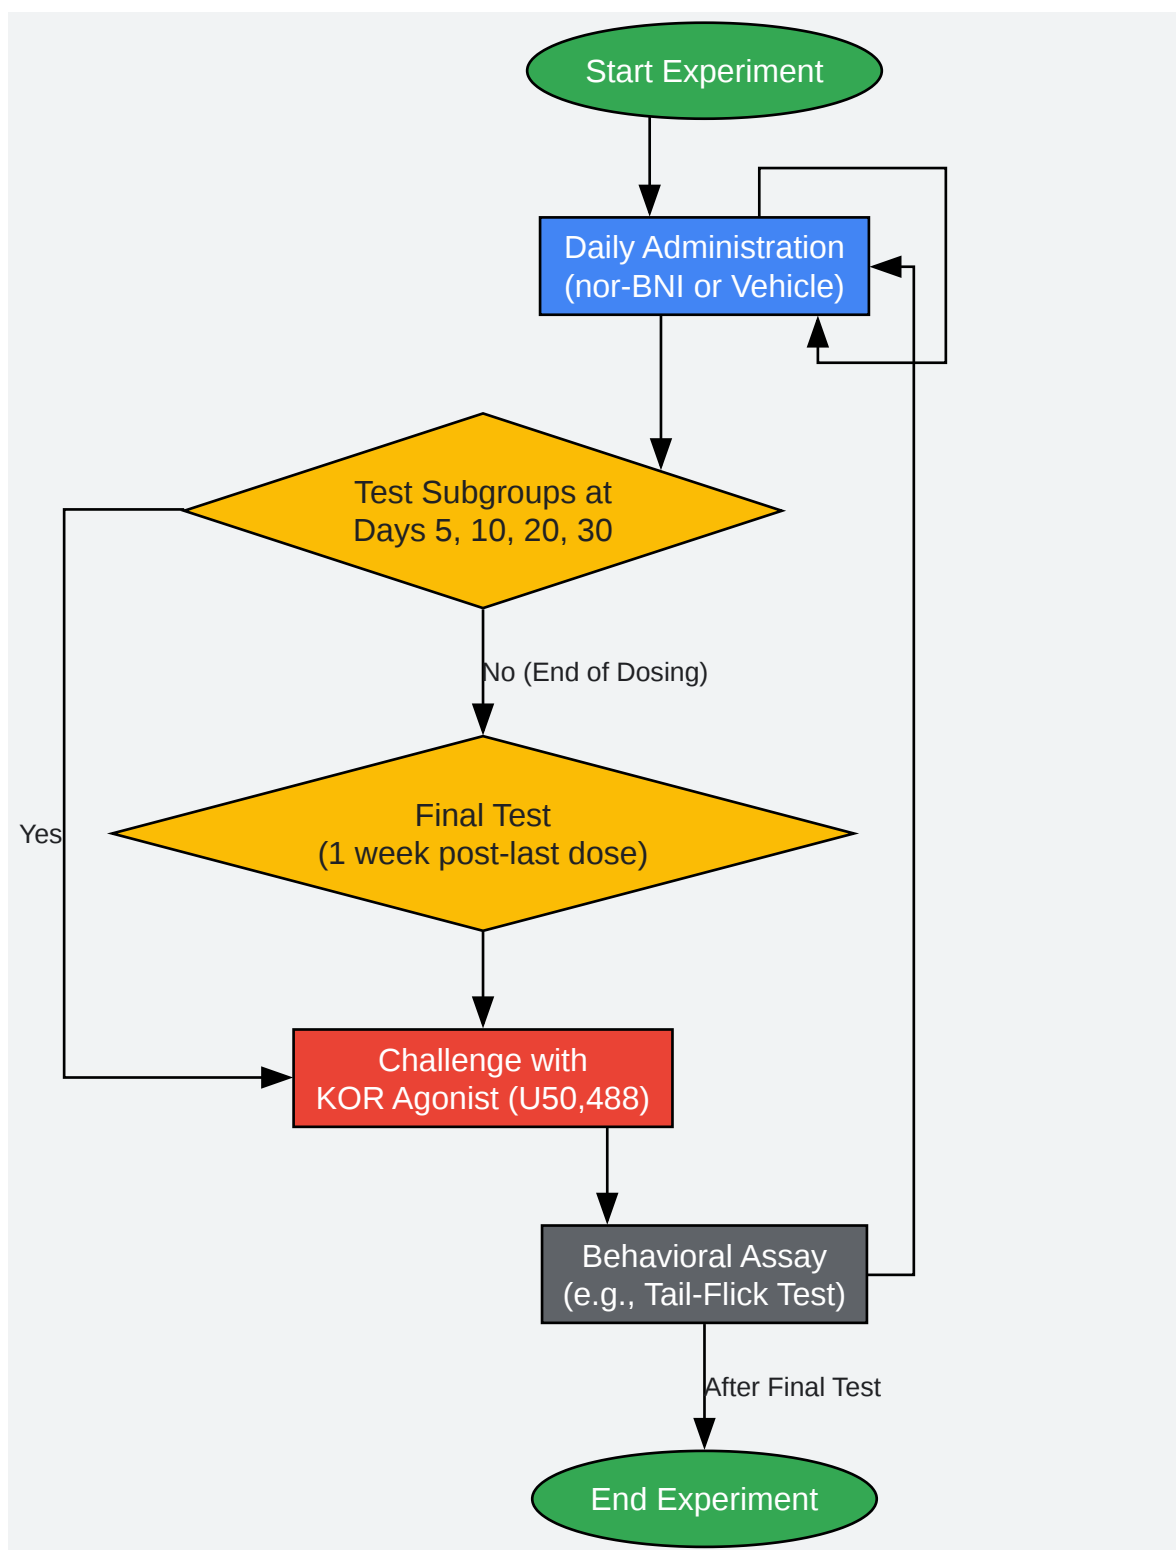 Start Experiment
Daily Administration
(nor-BNI or Vehicle)
Test Subgroups at
Days 5, 10, 20, 30
No (End of Dosing)
Yes
Final Test
(1 week post-last dose)
Challenge with
KOR Agonist (U50,488)
Behavioral Assay
(e.g., Tail-Flick Test)
After Final Test
End Experiment